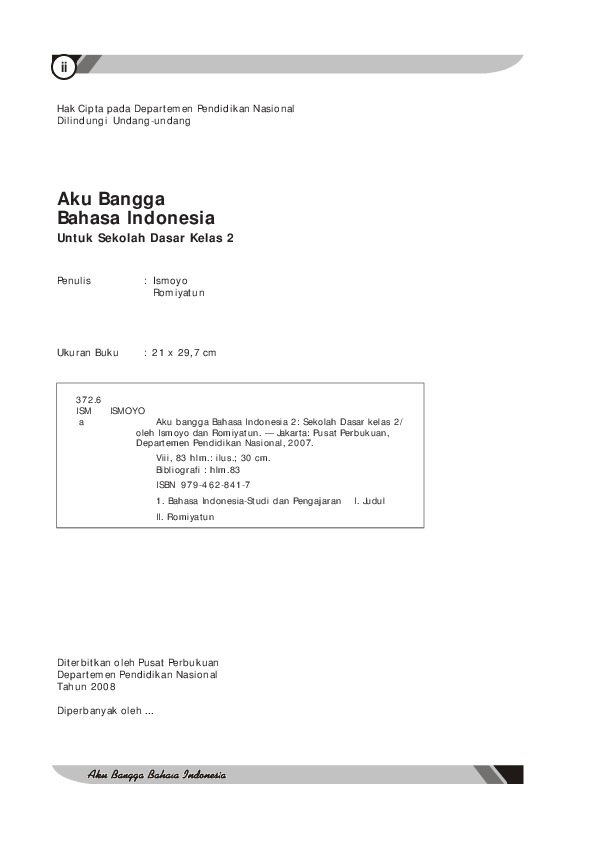 ii
Hak Cipta pada Departemen Pendidikan Nasional
Dilindungi Undang-undang
Aku Bangga
Bahasa Indonesia
Untuk Sekolah Dasar Kelas 2
Penulis : Ismoyo
Romiyatun
Ukuran Buku : 21 x 29,7 cm
372.6
ISM ISMOYO
a Aku bangga Bahasa Indonesia 2: Sekolah Dasar kelas 2/
oleh Ismoyo dan Romiyatun. — Jakarta: Pusat Perbukuan,
Departemen Pendidikan Nasional, 2007.
Viii, 83 hlm.: ilus.; 30 cm.
Bibliografi : hlm.83
ISBN 979-462-841-7
1. Bahasa Indonesia-Studi dan Pengajaran I. Judul
II. Romiyatun
Diterbitkan oleh Pusat Perbukuan
Departemen Pendidikan Nasional
Tahun 2008
Diperbanyak oleh ...
Aku Bangga Bahasa Indonesia